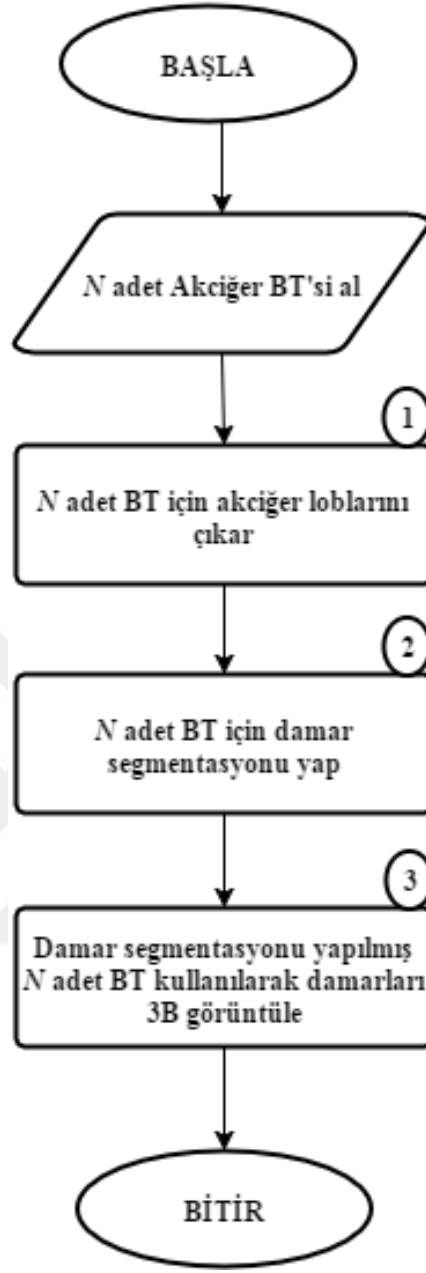 BAŞLA
N adet Akciğer BT'si al
1
N adet BT için akciğer loblarını
çıkar
2
N adet BT için damar
segmentasyonu yap
3
Damar segmentasyonu yapılmış
N adet BT kullanılarak damarları
3B görüntüle
BİTİR